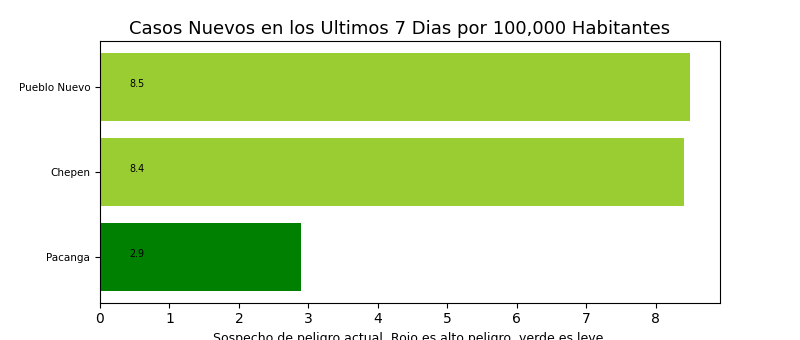 Casos Nuevos en los Ultimos 7 Dias por 100,000 Habitantes
Pueblo Nuevo
8.5
Chepen
8.4
Pacanga
2.9
0 1 2 3 4 5 6 7 8
Sospecho de peligro actual. Rojo es alto peligro, verde es leve